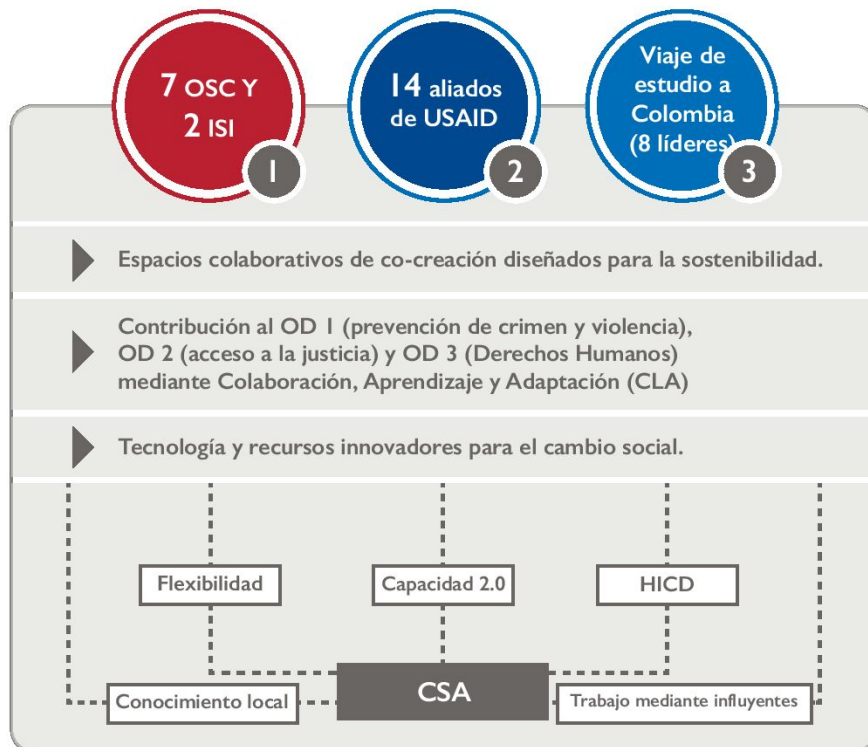 7 OSC Y
2 ISI
1
14 aliados
de USAID
2
Viaje de
estudio a
Colombia
(8 líderes)
3
Espacios colaborativos de co-creación diseñados para la sostenibilidad.
Contribución al OD 1 (prevención de crimen y violencia),
OD 2 (acceso a la justicia) y OD 3 (Derechos Humanos)
mediante Colaboración, Aprendizaje y Adaptación (CLA)
Tecnología y recursos innovadores para el cambio social.
Flexibilidad
Capacidad 2.0
HICD
Conocimiento local
CSA
Trabajo mediante influyentes